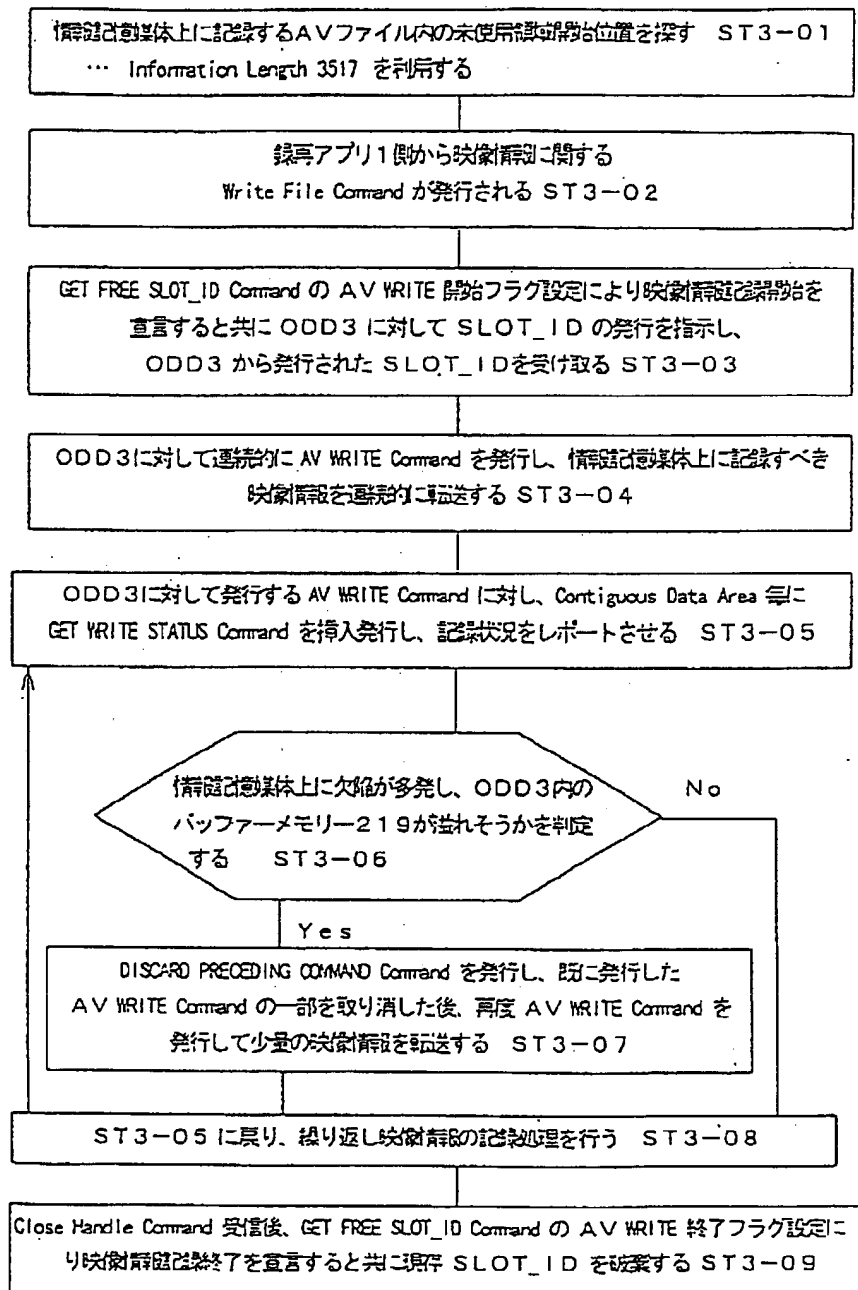 情報記憶媒体上に記録するAVファイル内の未使用領域開始位置を探す ST3-01
… Information Length 3517 を利用する
録再アプリ1側から映像情報に関する
Write File Command が発行される ST3-02
GET FREE SLOT_ID Command の AV WRITE 開始フラグ設定により映像情報記録開始を
宣言すると共に ODD3 に対して SLOT_ID の発行を指示し、
ODD3 から発行された SLOT_IDを受け取る ST3-03
ODD3に対して連続的に AV WRITE Command を発行し、情報記憶媒体上に記録すべき
映像情報を連続的に転送する ST3-04
ODD3に対して発行する AV WRITE Command に対し、Contiguous Data Area 毎に
GET WRITE STATUS Command を挿入発行し、記録状況をレポートさせる ST3-05
情報記憶媒体上に欠陥が多発し、ODD3内の
No
バッファーメモリー219が溢れそうかを判定
する ST3-06
Yes
DISCARD PRECEDING COMMAND Command を発行し、既に発行した
AV WRITE Command の一部を取り消した後、再度 AV WRITE Command を
発行して少量の映像情報を転送する ST3-07
ST3-05 に戻り、繰り返し映像情報の記録処理を行う ST3-08
Close Handle Command 受信後、GET FREE SLOT_ID Command の AV WRITE 終了フラグ設定に
り映像情報記録終了を宣言すると共に現存 SLOT_ID を破棄する ST3-09